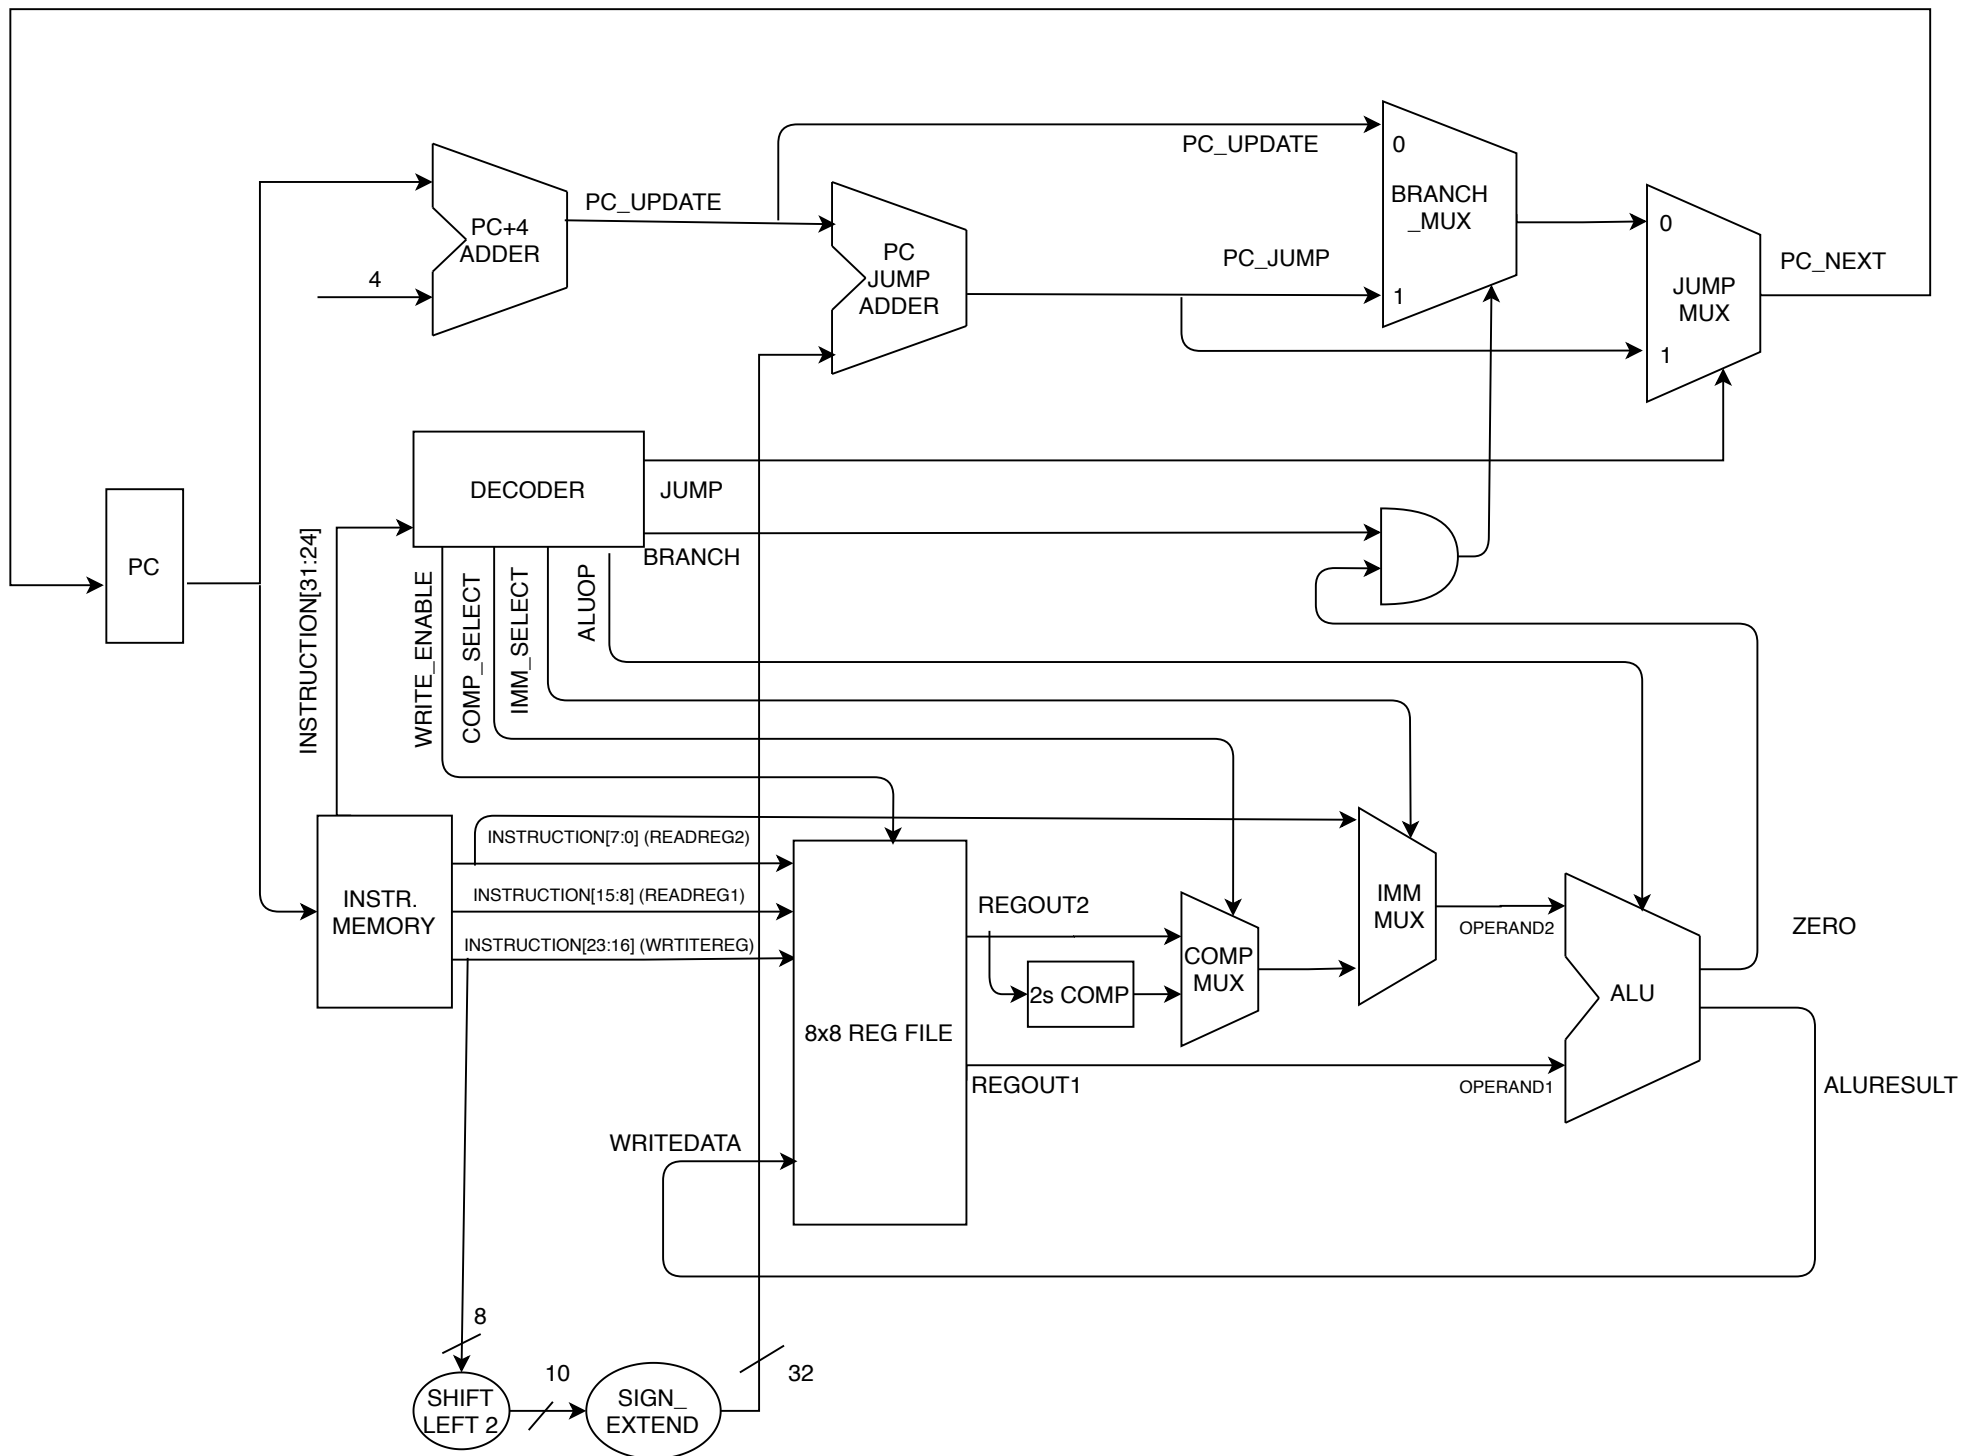 PC_UPDATE
0
BRANCH
_MUX
PC_UPDATE
0
PC+4
ADDER
PC
JUMP
ADDER
PC_JUMP
PC_NEXT
4
JUMP
MUX
1
1
DECODER
JUMP
BRANCH
PC
INSTRUCTION[31:24]
WRITE_ENABLE
COMP_SELECT
IMM_SELECT
ALUOP
INSTRUCTION[7:0] (READREG2)
INSTRUCTION[15:8] (READREG1)
INSTR.
MEMORY
INSTRUCTION[23:16] (WRTITEREG)
REGOUT2
IMM
MUX
OPERAND2
ZERO
COMP
MUX
2s COMP
ALU
8x8 REG FILE
REGOUT1
OPERAND1
ALURESULT
WRITEDATA
8
10
32
SHIFT
LEFT 2
SIGN_
EXTEND